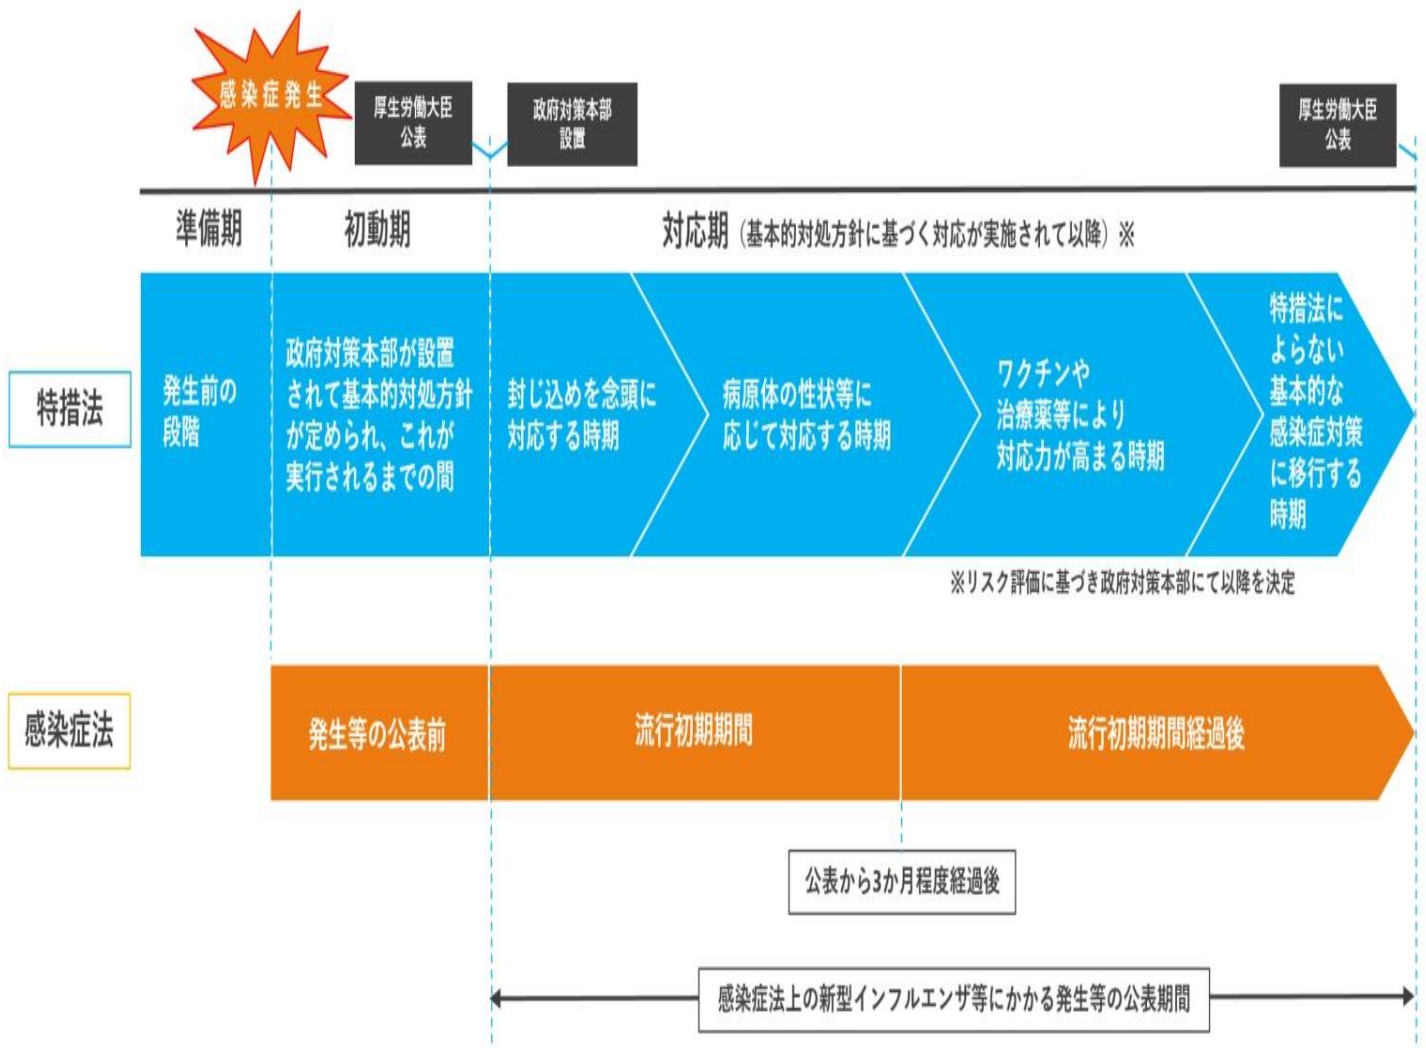 感染症発生
厚生労働大臣
公表
政府対策本部
設置
厚生労働大臣
公表
準備期
初動期
対応期（基本的対処方針に基づく対応が実施されて以降）※
特措法
発生前の
段階
政府対策本部が設置
されて基本的対処方針
が定められ、これが
実行されるまでの間
封じ込めを念頭に
対応する時期
病原体の性状等に
応じて対応する時期
ワクチンや
治療薬等により
対応力が高まる時期
特措法に
よらない
基本的な
感染症対策
に移行する
時期
※リスク評価に基づき政府対策本部にて以降を決定
感染症法
発生等の公表前
流行初期期間
流行初期期間経過後
公表から3か月程度経過後
感染症法上の新型インフルエンザ等にかかる発生等の公表期間